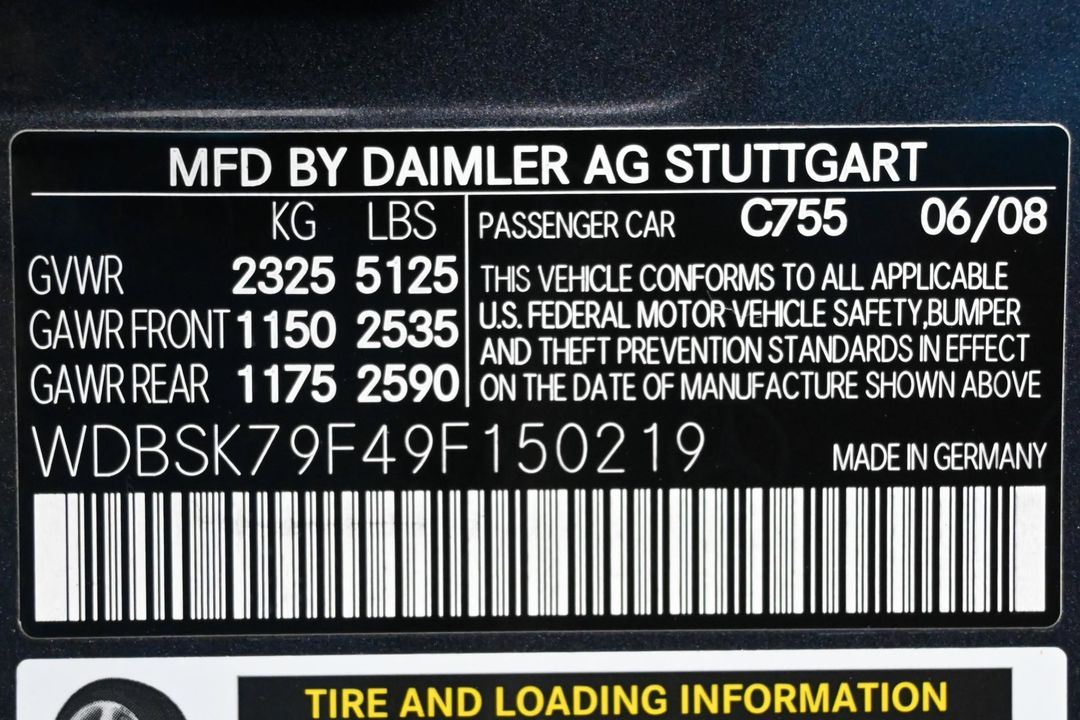 MFD BY DAIMLER AG STUTTGART
KG LBS
GVWR 2325 5125
GAWR FRONT 1150 2535
GAWR REAR 1175 2590
PASSENGER CAR C755 06/08
THIS VEHICLE CONFORMS TO ALL APPLICABLE
U.S. FEDERAL MOTOR VEHICLE SAFETY,BUMPER
AND THEFT PREVENTION STANDARDS IN EFFECT
ON THE DATE OF MANUFACTURE SHOWN ABOVE
WDBSK79F49F150219
MADE IN GERMANY
TIRE AND LOADING INFORMATION